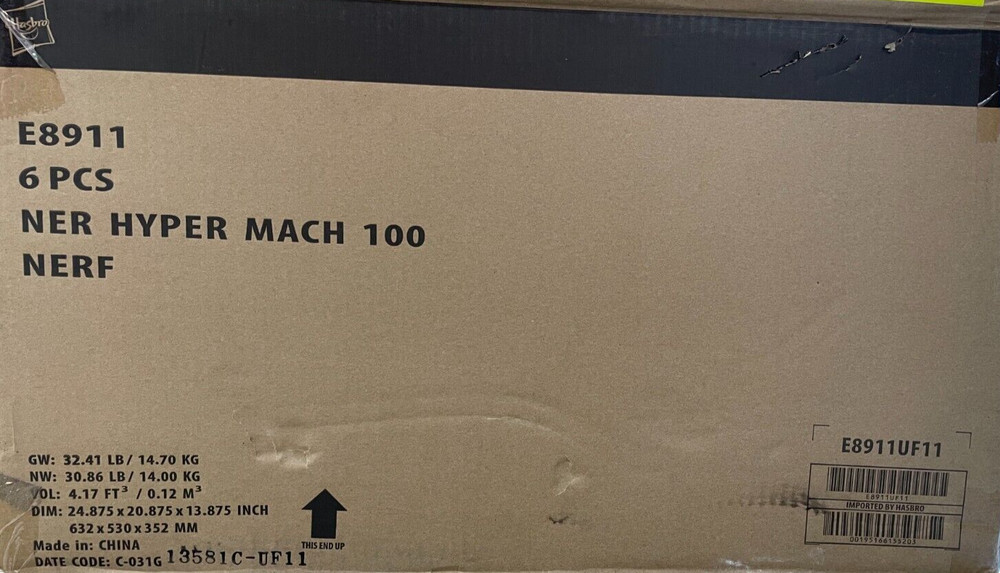 Hasbro
E8911
6 PCS
NER HYPER MACH 100
NERF
GW: 32.41 LB/ 14.70 KG
NW: 30.86 LB/ 14.00 KG
VOL: 4.17 FT³ / 0.12 M³
DIM: 24.875 x 20.875 x 13.875 INCH
632 x 530 x 352 MM
Made in: CHINA
DATE CODE: C-031G 13581C-UF11
THIS END UP
E8911UF11
E8911UF11
IMPORTED BY HASBRO